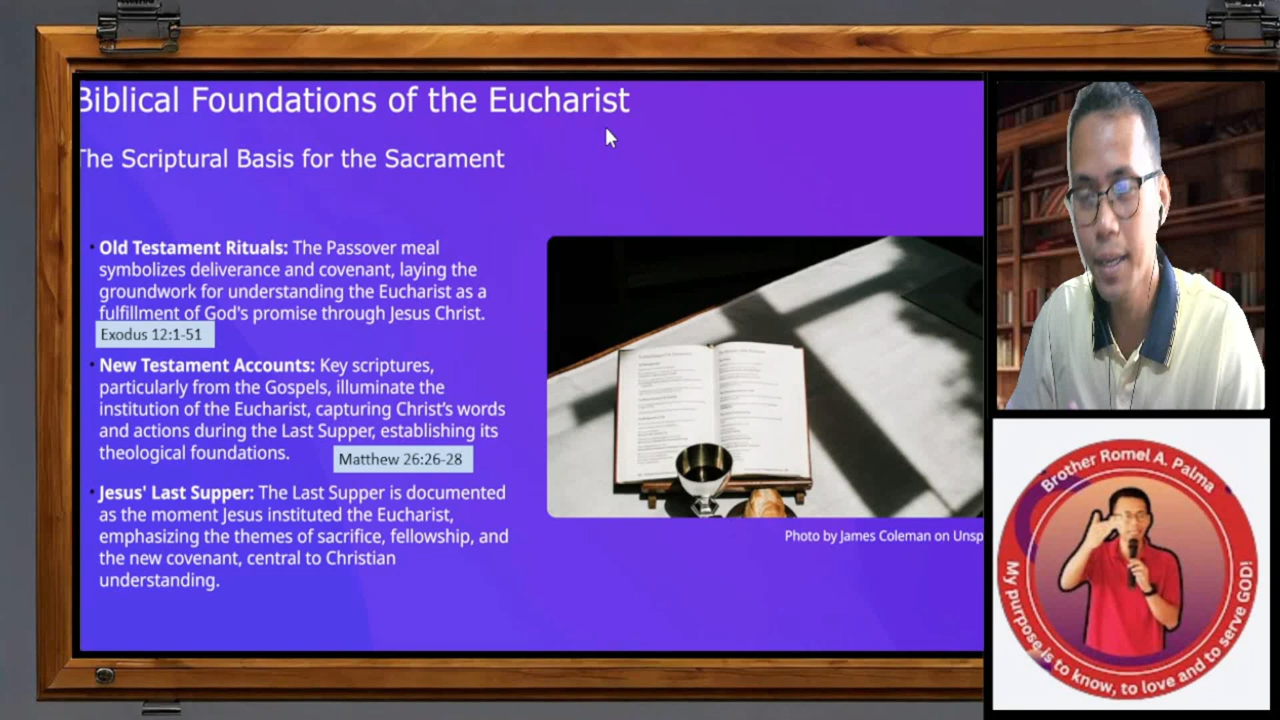 Biblical Foundations of the Eucharist
The Scriptural Basis for the Sacrament
• Old Testament Rituals: The Passover meal
symbolizes deliverance and covenant, laying the
groundwork for understanding the Eucharist as a
fulfillment of God's promise through Jesus Christ.
Exodus 12:1-51
• New Testament Accounts: Key scriptures,
particularly from the Gospels, illuminate the
institution of the Eucharist, capturing Christ's words
and actions during the Last Supper, establishing its
theological foundations.
Matthew 26:26-28
• Jesus' Last Supper: The Last Supper is documented
as the moment Jesus instituted the Eucharist,
emphasizing the themes of sacrifice, fellowship, and
the new covenant, central to Christian
understanding.
Photo by James Coleman on Unsp
Brother Romel A. Palma
My purpose is to know, to love and to serve GOD!